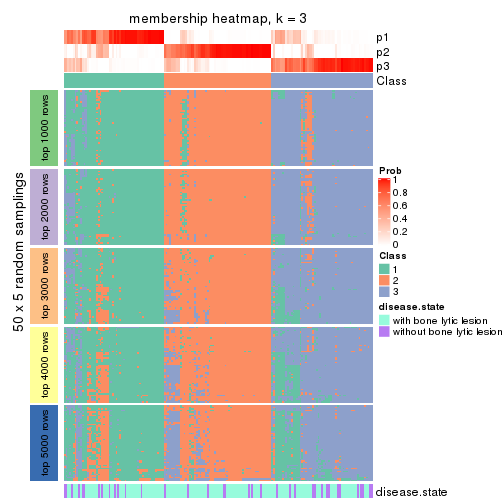 membership heatmap, k = 3
p1
p2
p3
Class
50 x 5 random samplings
top 1000 rows
top 2000 rows
top 3000 rows
top 4000 rows
top 5000 rows
Prob
1
0.8
0.6
0.4
0.2
0
Class
1
2
3
disease.state
with bone lytic lesion
without bone lytic lesion
disease.state